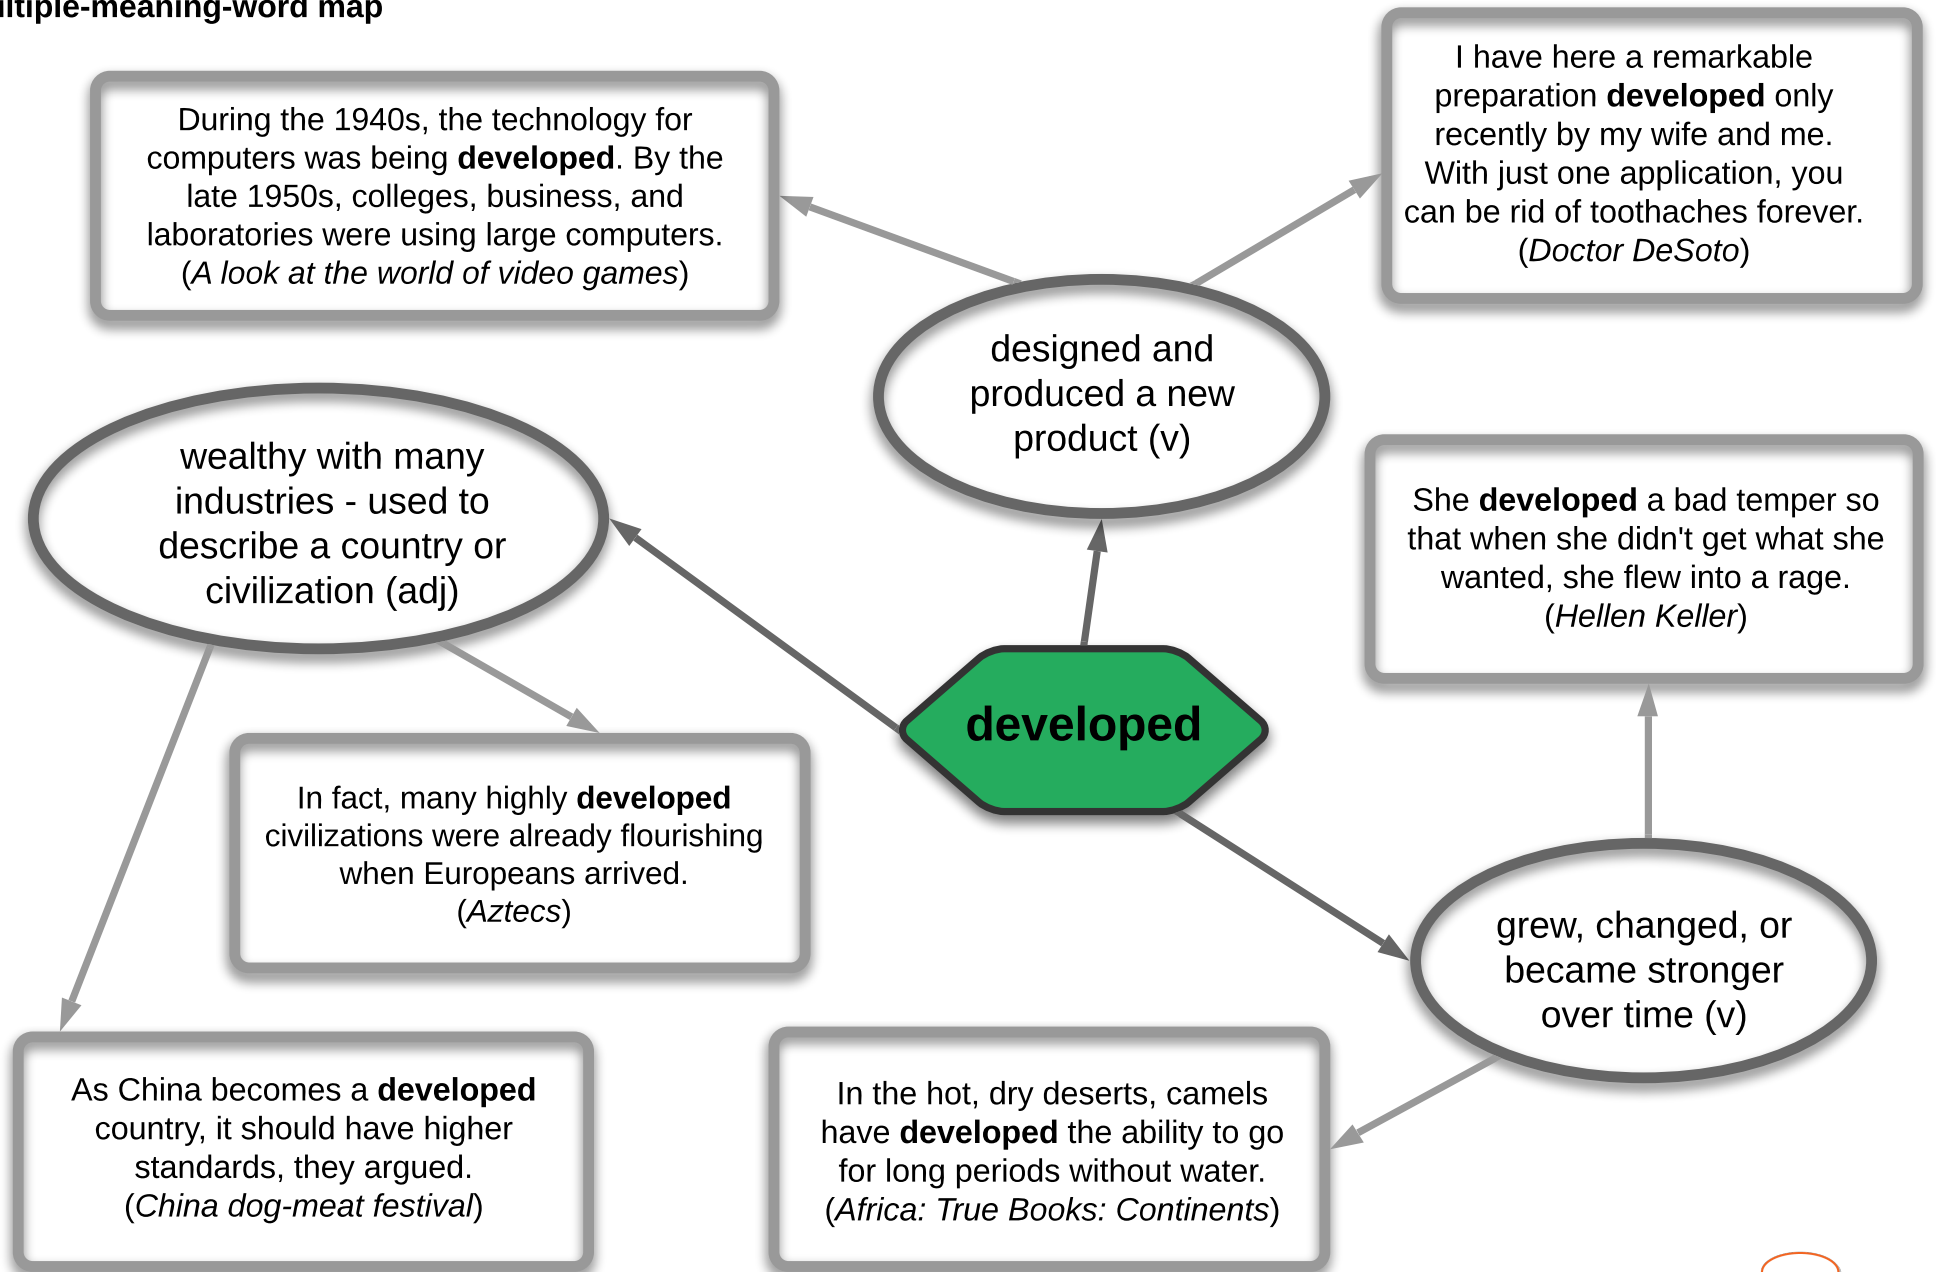 ltiple-meaning-word map
During the 1940s, the technology for
computers was being developed. By the
late 1950s, colleges, business, and
laboratories were using large computers.
(A look at the world of video games)
I have here a remarkable
preparation developed only
recently by my wife and me.
With just one application, you
can be rid of toothaches forever.
(Doctor DeSoto)
designed and
produced a new
product (v)
wealthy with many
industries - used to
describe a country or
civilization (adj)
She developed a bad temper so
that when she didn't get what she
wanted, she flew into a rage.
(Hellen Keller)
developed
In fact, many highly developed
civilizations were already flourishing
when Europeans arrived.
(Aztecs)
grew, changed, or
became stronger
over time (v)
As China becomes a developed
country, it should have higher
standards, they argued.
(China dog-meat festival)
In the hot, dry deserts, camels
have developed the ability to go
for long periods without water.
(Africa: True Books: Continents)